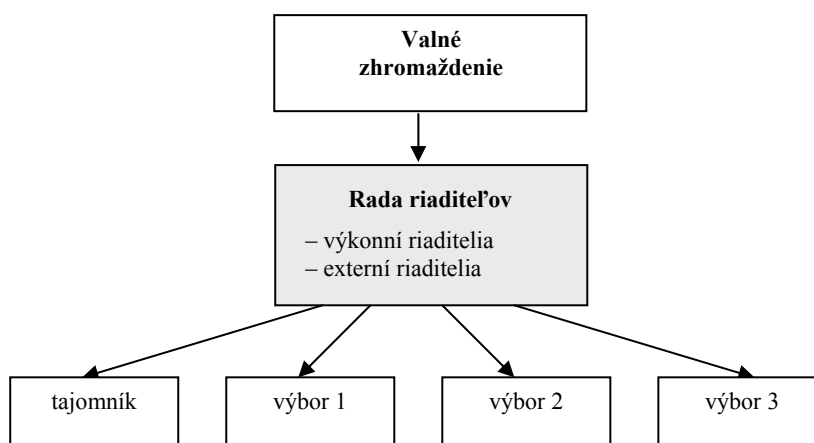 Valné
zhromaždenie
Rada riaditeľov
– výkonní riaditelia
– externí riaditelia
tajomník
výbor 1
výbor 2
výbor 3